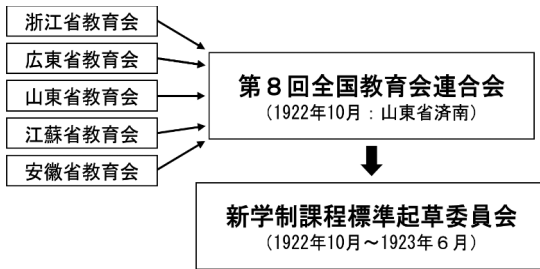 浙江省教育会
広東省教育会
山東省教育会
江蘇省教育会
安徽省教育会
第８回全国教育会連合会
（1922年10月：山東省済南）
新学制課程標準起草委員会
（1922年10月～1923年６月）